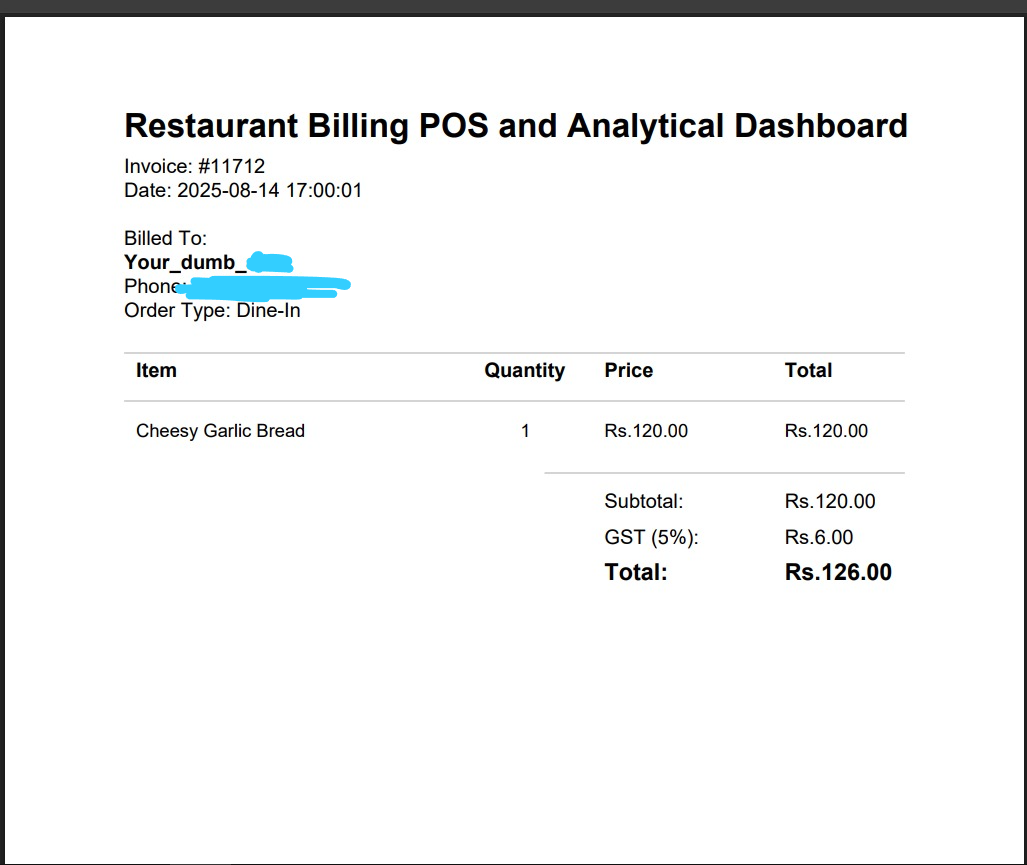 Restaurant Billing POS and Analytical Dashboard
Invoice: #11712
Date: 2025-08-14 17:00:01
Billed To:
Your_dumb_
Phone:
Order Type: Dine-In
Item Quantity Price Total
Cheesy Garlic Bread 1 Rs.120.00 Rs.120.00
Subtotal: Rs.120.00
GST (5%): Rs.6.00
Total: Rs.126.00